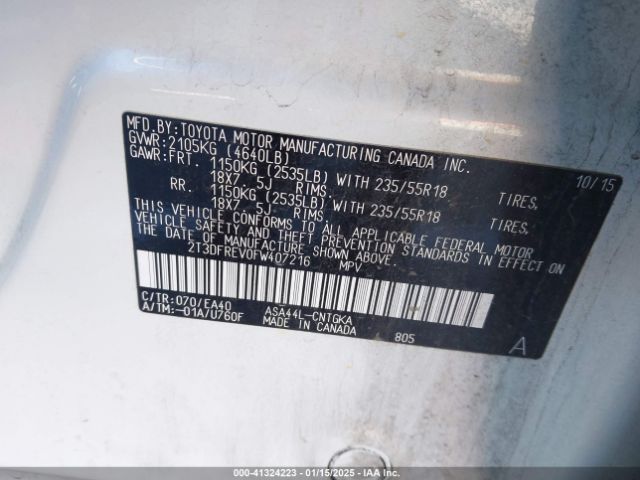 MFD.BY:TOYOTA MOTOR MANUFACTURING CANADA INC.
GVWR:2105KG (4640LB) 10/15
GAWR:FRT. 1150KG (2535LB) WITH 235/55R18 TIRES,
18X7.5J RIMS,
RR. 1150KG (2535LB) WITH 235/55R18 TIRES,
18X7.5J RIMS,
THIS VEHICLE CONFORMS TO ALL APPLICABLE FEDERAL MOTOR
VEHICLE SAFETY AND THEFT PREVENTION STANDARDS IN EFFECT ON
THE DATE OF MANUFACTURE SHOWN ABOVE.
2T3DFREV0FW407216 MPV
C/TR:070/EA40 ASA44L-CNTGKA
A/TM:-01A/U760F MADE IN CANADA 805 A
000-41324223 — 01/15/2025 — IAA Inc.